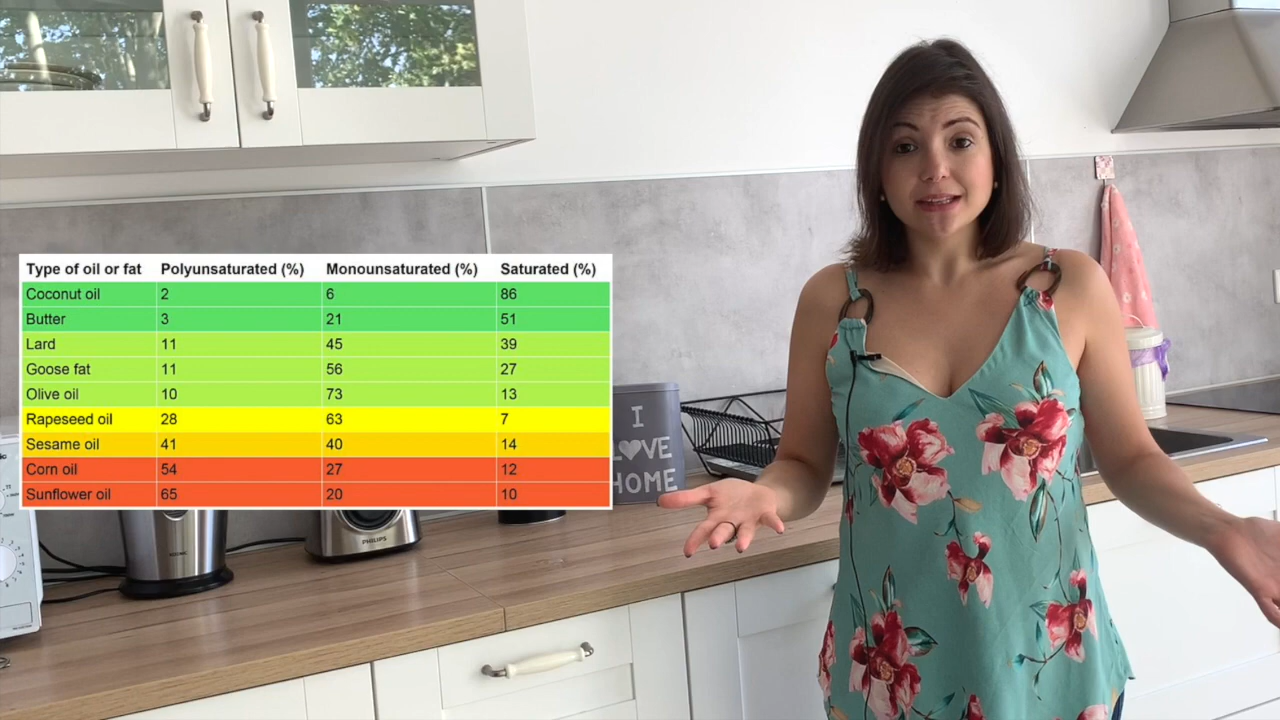 Type of oil or fat Polyunsaturated (%) Monounsaturated (%) Saturated (%)
Coconut oil 2 6 86
Butter 3 21 51
Lard 11 45 39
Goose fat 11 56 27
Olive oil 10 73 13
Rapeseed oil 28 63 7
Sesame oil 41 40 14
Corn oil 54 27 12
Sunflower oil 65 20 10
I
LOVE
HOME
PHILIPS